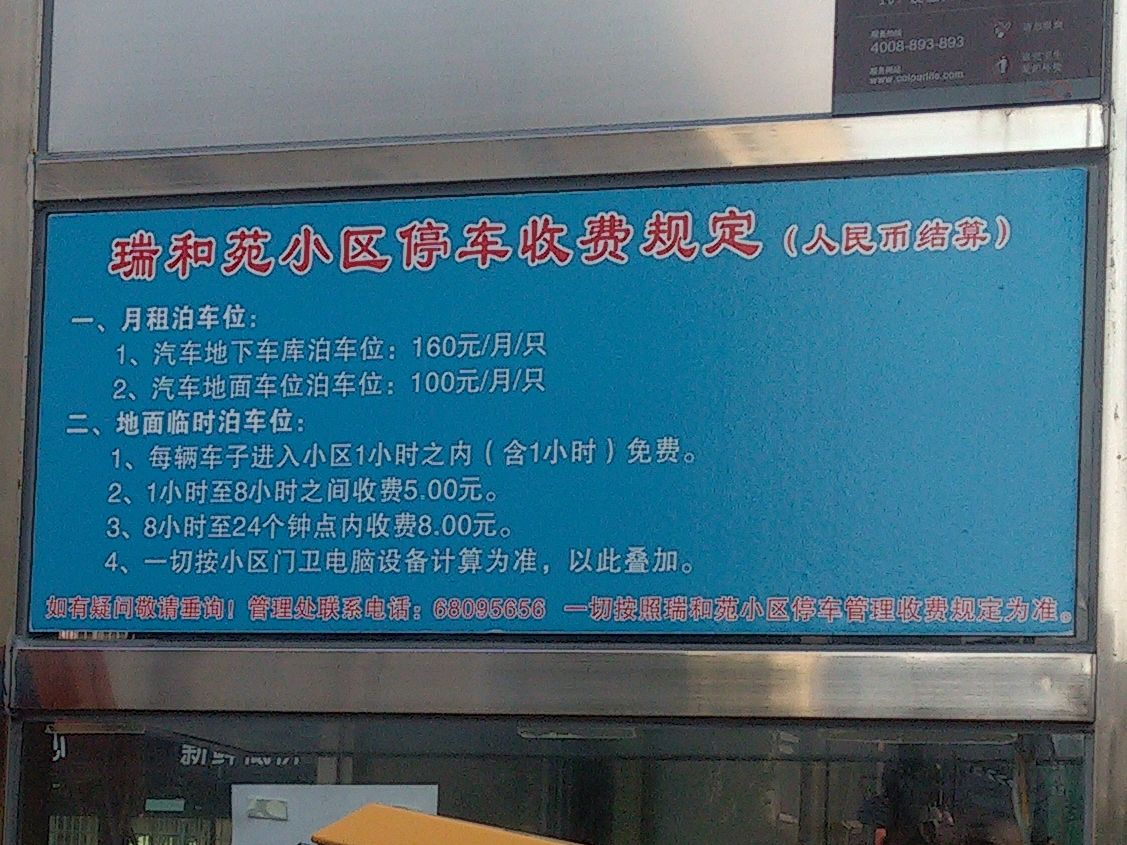 服务热线
4008-893-893
服务网站
www.colourlife.com
瑞和苑小区停车收费规定（人民币结算）
一、月租泊车位：
1、汽车地下车库泊车位：160元/月/只
2、汽车地面车位泊车位：100元/月/只
二、地面临时泊车位：
1、每辆车子进入小区1小时之内（含1小时）免费。
2、1小时至8小时之间收费5.00元。
3、8小时至24个钟点内收费8.00元。
4、一切按小区门卫电脑设备计算为准，以此叠加。
如有疑问敬请垂询！管理处联系电话：68095656 一切按照瑞和苑小区停车管理收费规定为准。